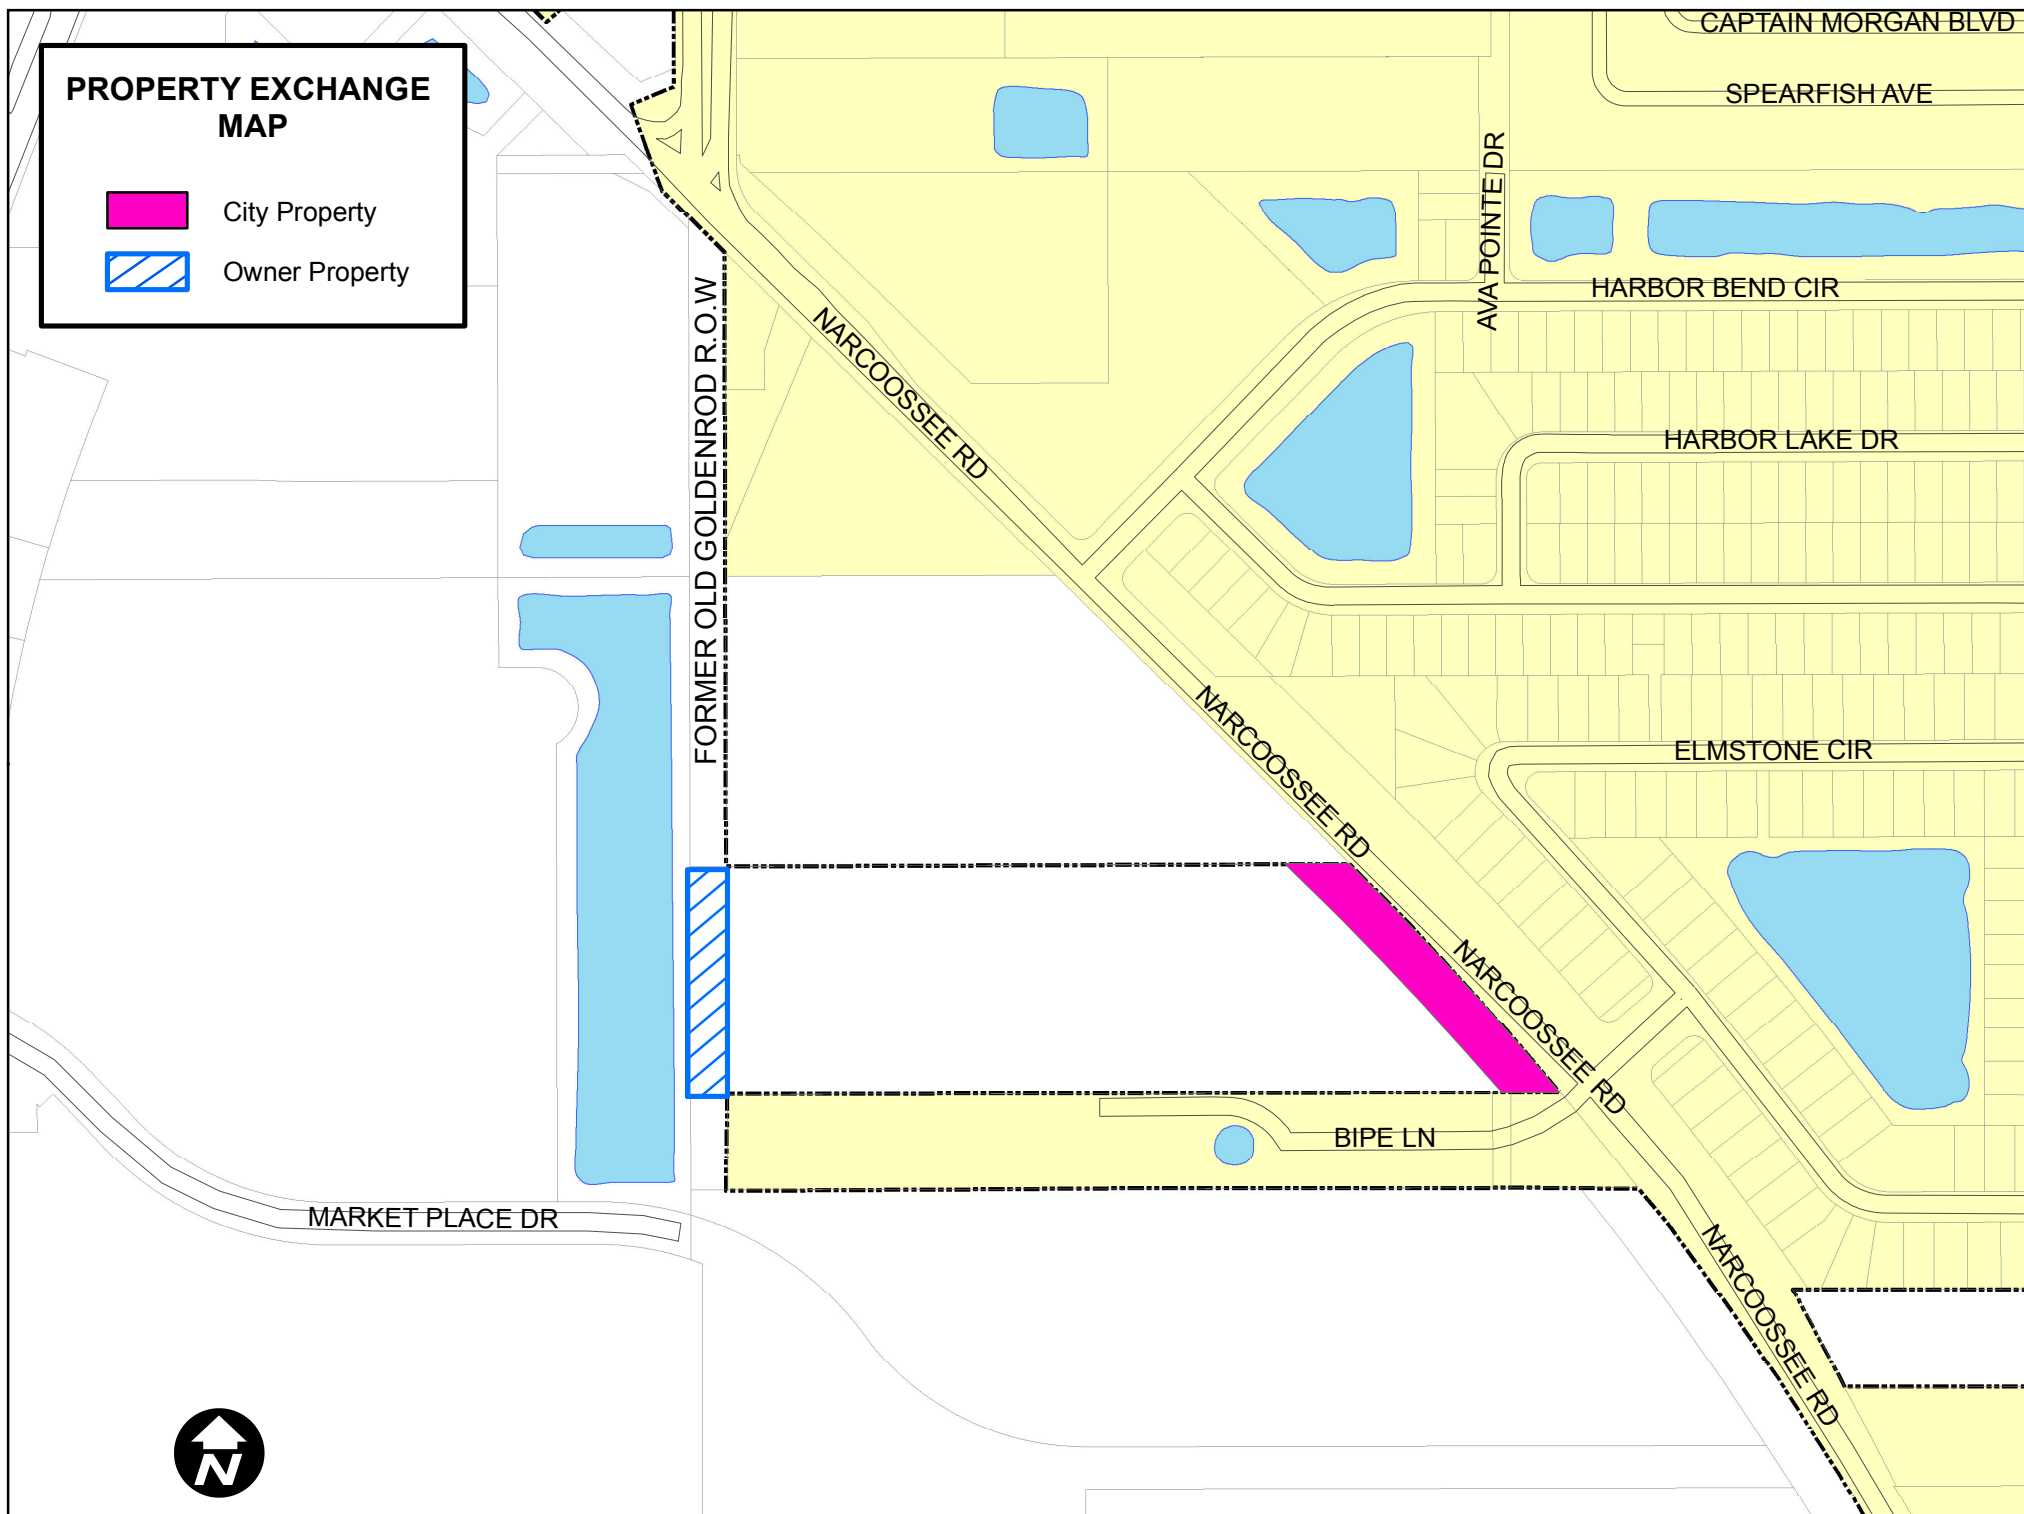 PROPERTY EXCHANGE
MAP
City Property
Owner Property
CAPTAIN MORGAN BLVD
SPEARFISH AVE
AVA POINTE DR
HARBOR BEND CIR
FORMER OLD GOLDENROD R.O.W
NARCOOSSEE RD
HARBOR LAKE DR
NARCOOSSEE RD
ELMSTONE CIR
NARCOOSSEE RD
BIPE LN
MARKET PLACE DR
NARCOOSSEE RD
N